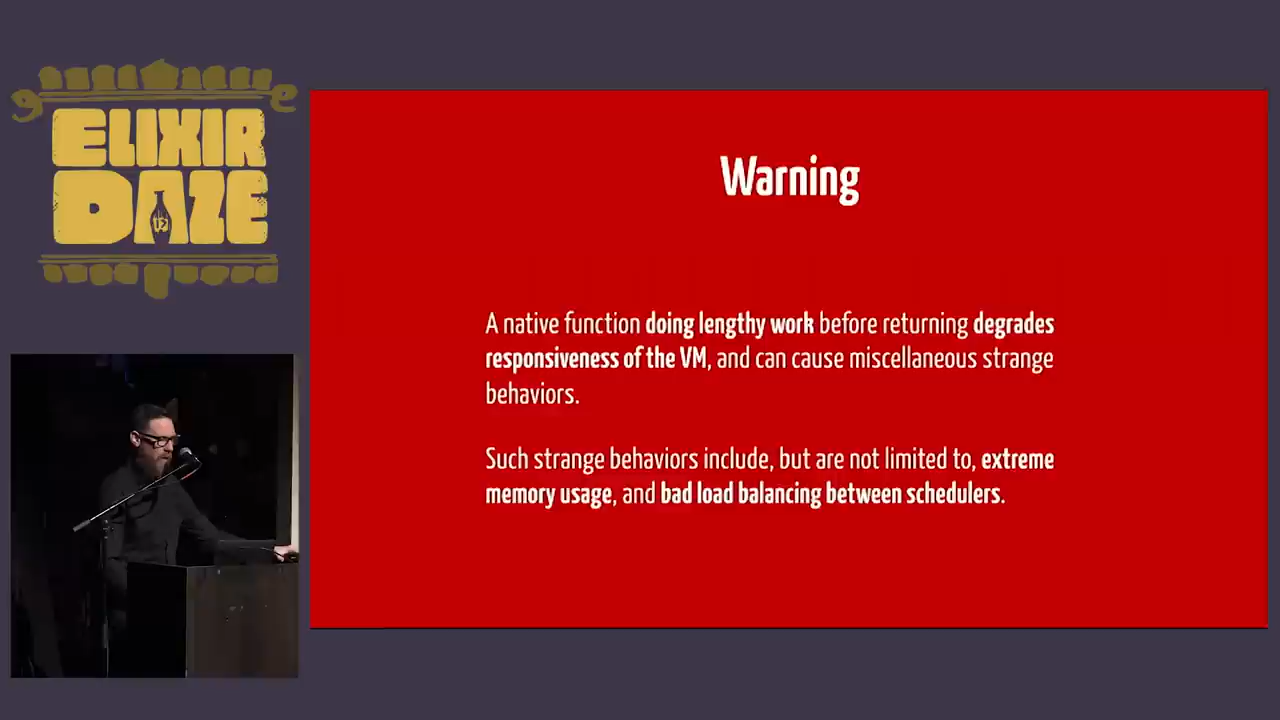 ELIXIR
DAZE
Warning
A native function doing lengthy work before returning degrades
responsiveness of the VM, and can cause miscellaneous strange
behaviors.
Such strange behaviors include, but are not limited to, extreme
memory usage, and bad load balancing between schedulers.